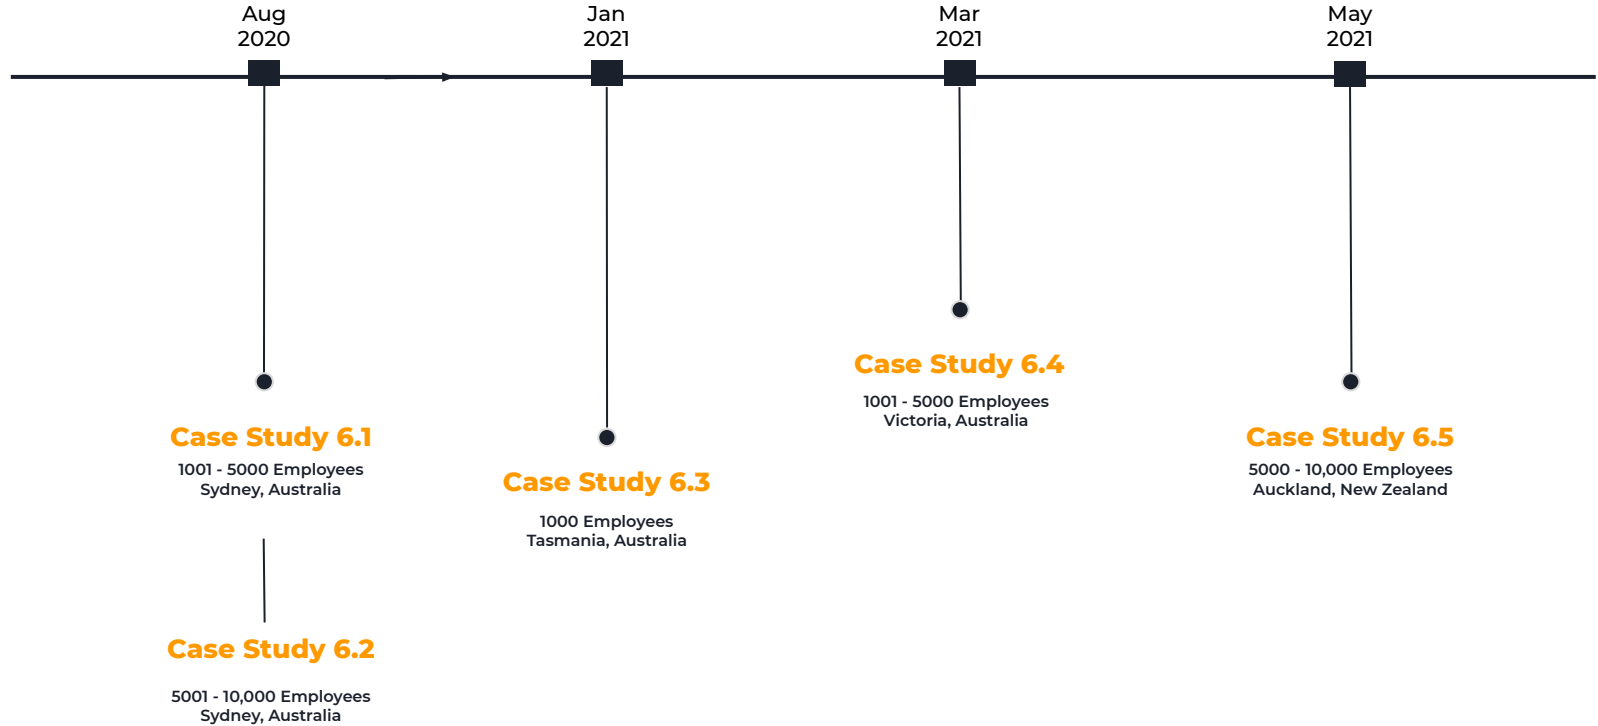 Aug
2020
Jan
2021
Mar
2021
May
2021
Case Study 6.1
1001 - 5000 Employees
Sydney, Australia
Case Study 6.2
5001 - 10,000 Employees
Sydney, Australia
Case Study 6.3
1000 Employees
Tasmania, Australia
Case Study 6.4
1001 - 5000 Employees
Victoria, Australia
Case Study 6.5
5000 - 10,000 Employees
Auckland, New Zealand